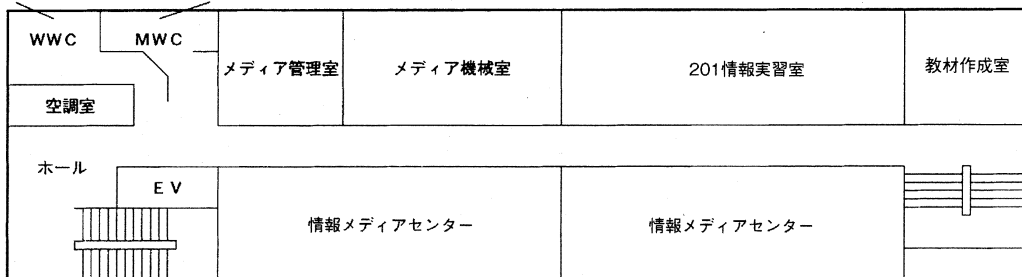 WWC
MWC
メディア管理室
メディア機械室
201情報実習室
教材作成室
空調室
ホール
EV
情報メディアセンター
情報メディアセンター